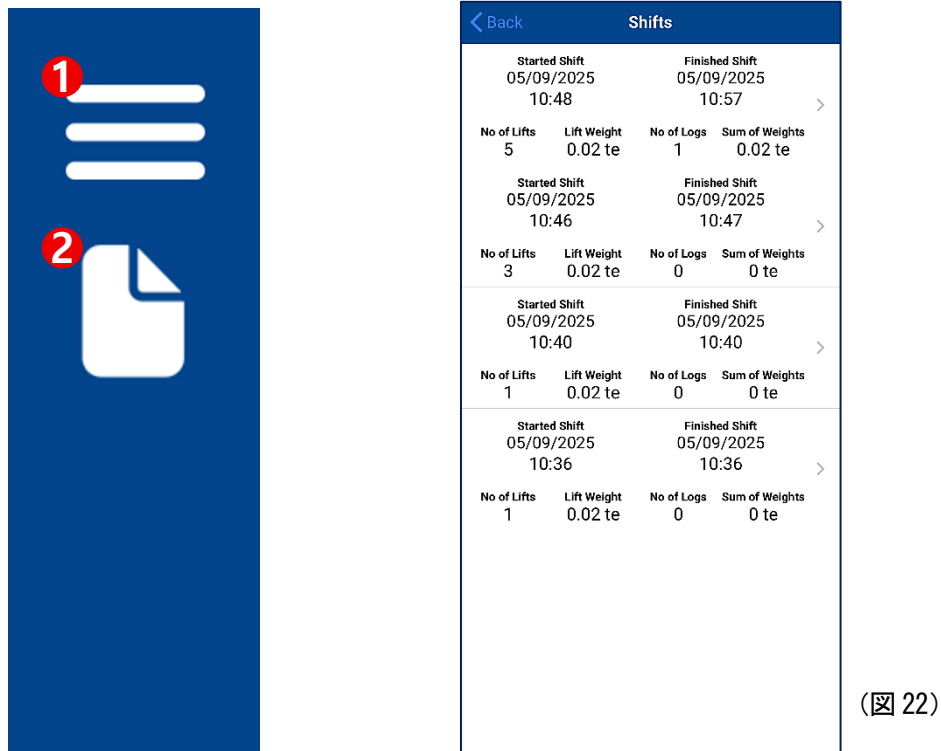 1
2
Back Shifts
Started Shift Finished Shift
05/09/2025 05/09/2025
10:48 10:57
No of Lifts Lift Weight No of Logs Sum of Weights
5 0.02 te 1 0.02 te
Started Shift Finished Shift
05/09/2025 05/09/2025
10:46 10:47
No of Lifts Lift Weight No of Logs Sum of Weights
3 0.02 te 0 0 te
Started Shift Finished Shift
05/09/2025 05/09/2025
10:40 10:40
No of Lifts Lift Weight No of Logs Sum of Weights
1 0.02 te 0 0 te
Started Shift Finished Shift
05/09/2025 05/09/2025
10:36 10:36
No of Lifts Lift Weight No of Logs Sum of Weights
1 0.02 te 0 0 te
(図 22)